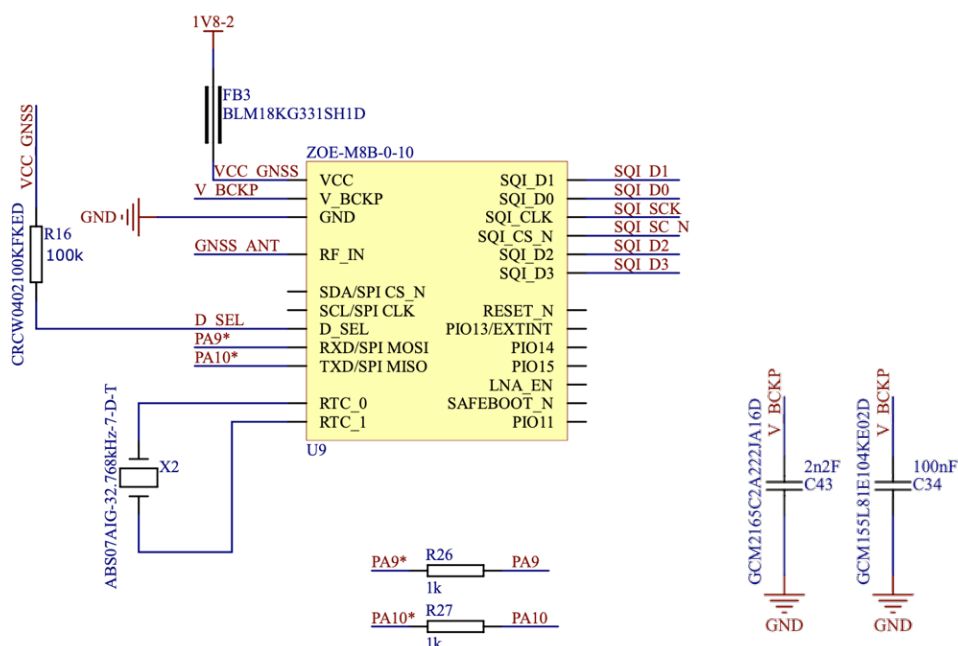 1V8-2
FB3
BLM18KG331SH1D
VCC_GNSS
CRCW0402100KFKED
R16
100k
ZOE-M8B-0-10
VCC_GNSS
V_BCKP
GND
GNSS_ANT
D_SEL
PA9*
PA10*
VCC
V_BCKP
GND
RF_IN
SDA/SPI CS_N
SCL/SPI CLK
D_SEL
RXD/SPI MOSI
TXD/SPI MISO
RTC_0
RTC_1
SQI_D1
SQI_D0
SQI_CLK
SQI_CS_N
SQI_D2
SQI_D3
RESET_N
PIO13/EXTINT
PIO14
PIO15
LNA_EN
SAFEBOOT_N
PIO11
SQI_D1
SQI_D0
SQI_SCK
SQI_SC_N
SQI_D2
SQI_D3
U9
X2
ABS07AIG-32.768kHz-7-D-T
PA9* R26 PA9
1k
PA10* R27 PA10
1k
V_BCKP
GCM2165C2A222JA16D
2n2F
C43
GND
V_BCKP
GCM155L81E104KE02D
100nF
C34
GND